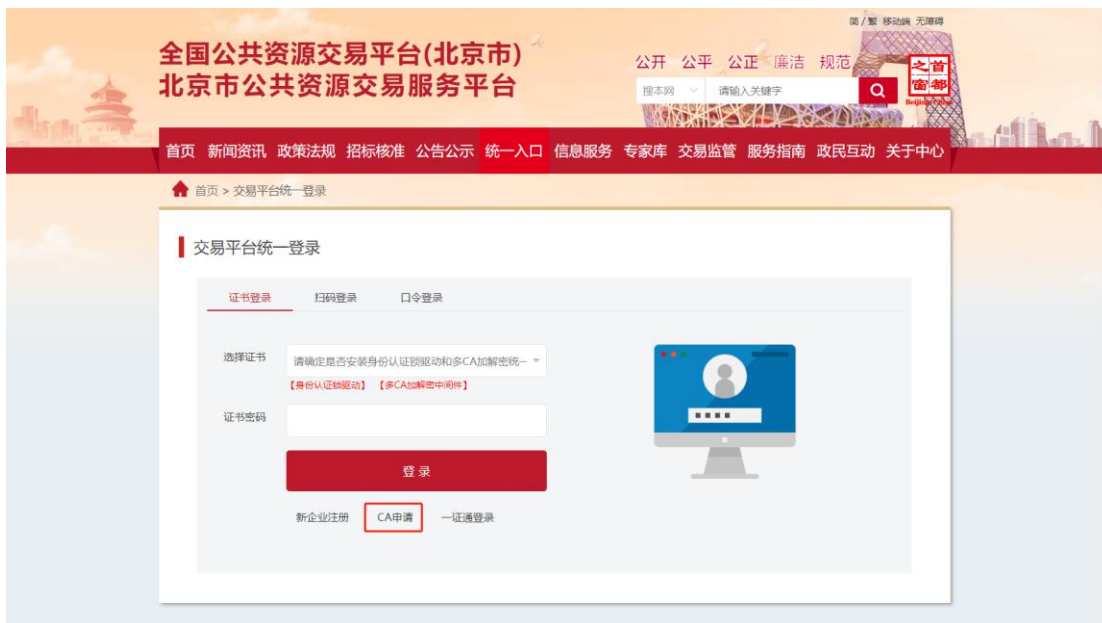 简 / 繁 移动端 无障碍
全国公共资源交易平台(北京市)
北京市公共资源交易服务平台
公开 公平 公正 廉洁 规范
搜本网 请输入关键字
首都
之窗
Beijing-China
首页 新闻资讯 政策法规 招标核准 公告公示 统一入口 信息服务 专家库 交易监管 服务指南 政民互动 关于中心
首页 > 交易平台统一登录
交易平台统一登录
证书登录 扫码登录 口令登录
选择证书 请确定是否安装身份认证锁驱动和多CA加解密统一
【身份认证锁驱动】 【多CA加解密中间件】
证书密码
登 录
新企业注册 CA申请 一证通登录